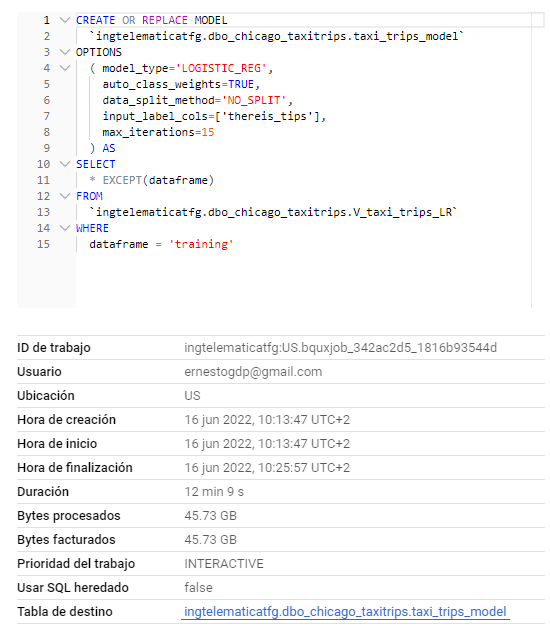 1 CREATE OR REPLACE MODEL
2 `ingtelematicatfg.dbo_chicago_taxitrips.taxi_trips_model`
3 OPTIONS
4 ( model_type='LOGISTIC_REG',
5 auto_class_weights=TRUE,
6 data_split_method='NO_SPLIT',
7 input_label_cols=['thereis_tips'],
8 max_iterations=15
9 ) AS
10 SELECT
11 * EXCEPT(dataframe)
12 FROM
13 `ingtelematicatfg.dbo_chicago_taxitrips.V_taxi_trips_LR`
14 WHERE
15 dataframe = 'training'
ID de trabajo ingtelematicatfg:US.bquxjob_342ac2d5_1816b93544d
Usuario ernestogdp@gmail.com
Ubicación US
Hora de creación 16 jun 2022, 10:13:47 UTC+2
Hora de inicio 16 jun 2022, 10:13:47 UTC+2
Hora de finalización 16 jun 2022, 10:25:57 UTC+2
Duración 12 min 9 s
Bytes procesados 45.73 GB
Bytes facturados 45.73 GB
Prioridad del trabajo INTERACTIVE
Usar SQL heredado false
Tabla de destino ingtelematicatfg.dbo_chicago_taxitrips.taxi_trips_model